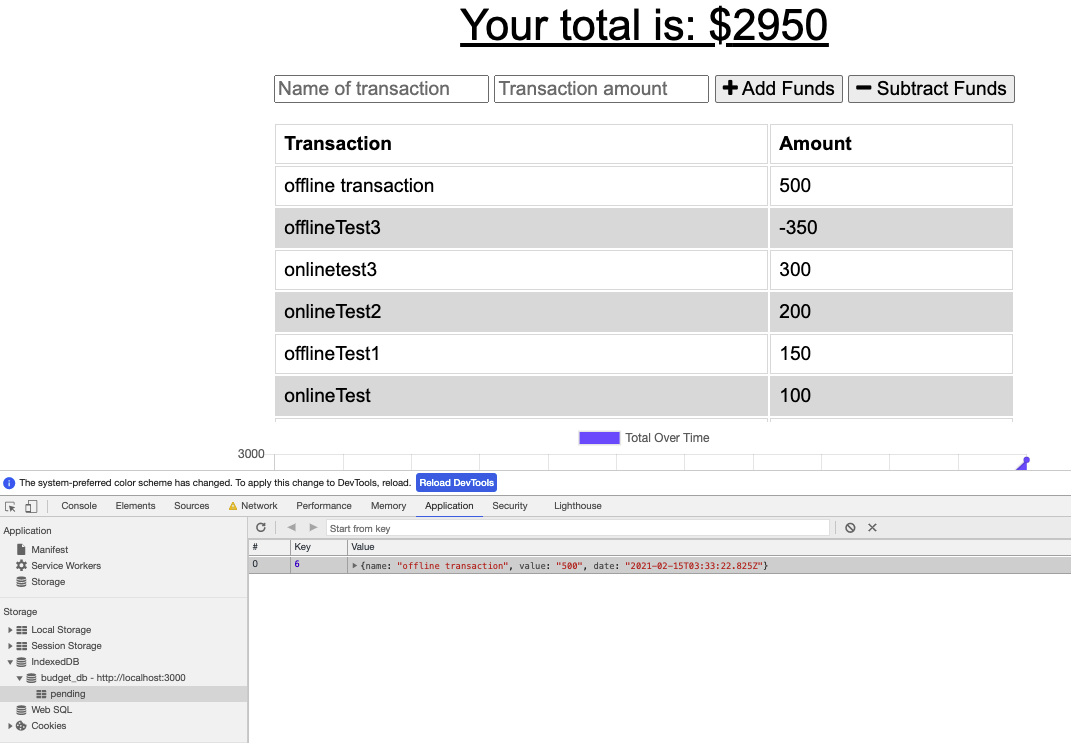 Your total is: $2950
Name of transaction Transaction amount Add Funds Subtract Funds
Transaction Amount
offline transaction 500
offlineTest3 -350
onlinetest3 300
onlineTest2 200
offlineTest1 150
onlineTest 100
Total Over Time
3000
The system-preferred color scheme has changed. To apply this change to DevTools, reload. Reload DevTools
Console Elements Sources Network Performance Memory Application Security Lighthouse
Application
Manifest
Service Workers
Storage
Storage
Local Storage
Session Storage
IndexedDB
budget_db - http://localhost:3000
pending
Web SQL
Cookies
Start from key
# Key Value
0 6 {name: "offline transaction", value: "500", date: "2021-02-15T03:33:22.825Z"}